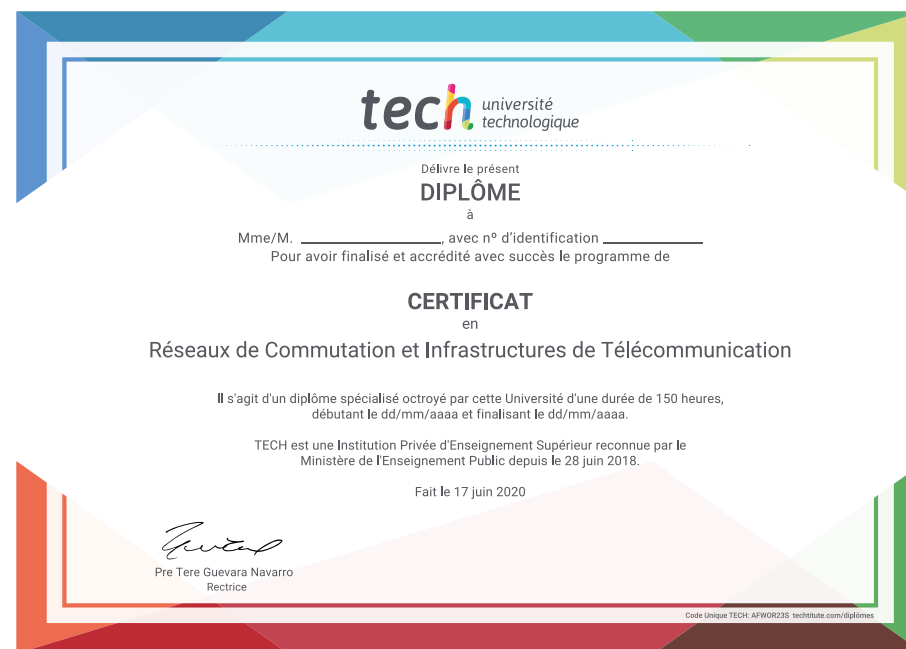 tech université
technologique
Délivre le présent
DIPLÔME
à
Mme/M. ____________________, avec nº d'identification ______________
Pour avoir finalisé et accrédité avec succès le programme de
CERTIFICAT
en
Réseaux de Commutation et Infrastructures de Télécommunication
Il s'agit d'un diplôme spécialisé octroyé par cette Université d'une durée de 150 heures,
débutant le dd/mm/aaaa et finalisant le dd/mm/aaaa.
TECH est une Institution Privée d'Enseignement Supérieur reconnue par le
Ministère de l'Enseignement Public depuis le 28 juin 2018.
Fait le 17 juin 2020
Pre Tere Guevara Navarro
Rectrice
Code Unique TECH: AFWOR23S techtitute.com/diplômes